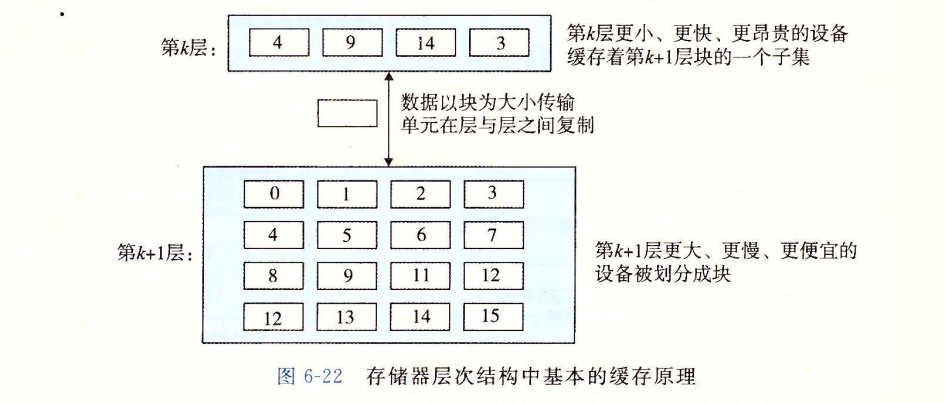 第k层：
4 9 14 3
第k层更小、更快、更昂贵的设备
缓存着第k+1层块的一个子集
数据以块为大小传输
单元在层与层之间复制
第k+1层：
0 1 2 3
4 5 6 7
8 9 11 12
12 13 14 15
第k+1层更大、更慢、更便宜的
设备被划分成块
图 6-22 存储器层次结构中基本的缓存原理